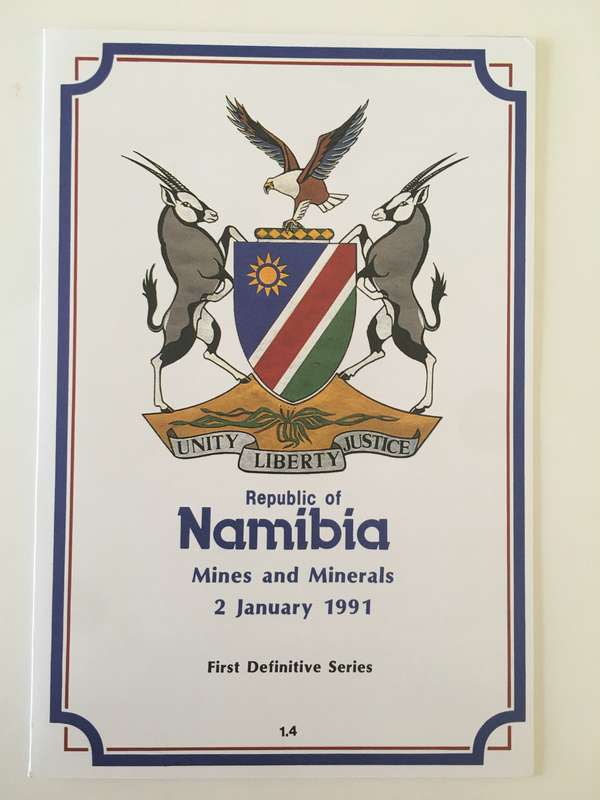 UNITY LIBERTY JUSTICE
Republic of
Namibia
Mines and Minerals
2 January 1991
First Definitive Series
1.4